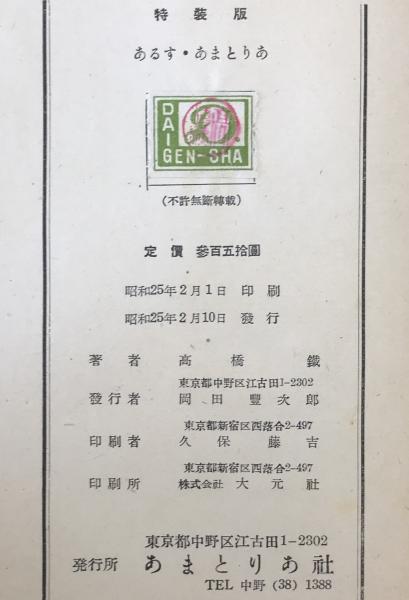 特裝版
あるす・あまとりあ
DAI
GEN-SHA
(不許無斷轉載)
定價 參百五拾圓
昭和25年2月1日 印刷
昭和25年2月10日 發行
著者 高橋鐵
東京都中野区江古田1-2302
發行者 岡田豐次郎
東京都新宿区西落合2-497
印刷者 久保藤吉
東京都新宿区西落合2-497
印刷所 株式会社 大元社
東京都中野区江古田1-2302
発行所 あまとりあ社
TEL 中野 (38) 1388